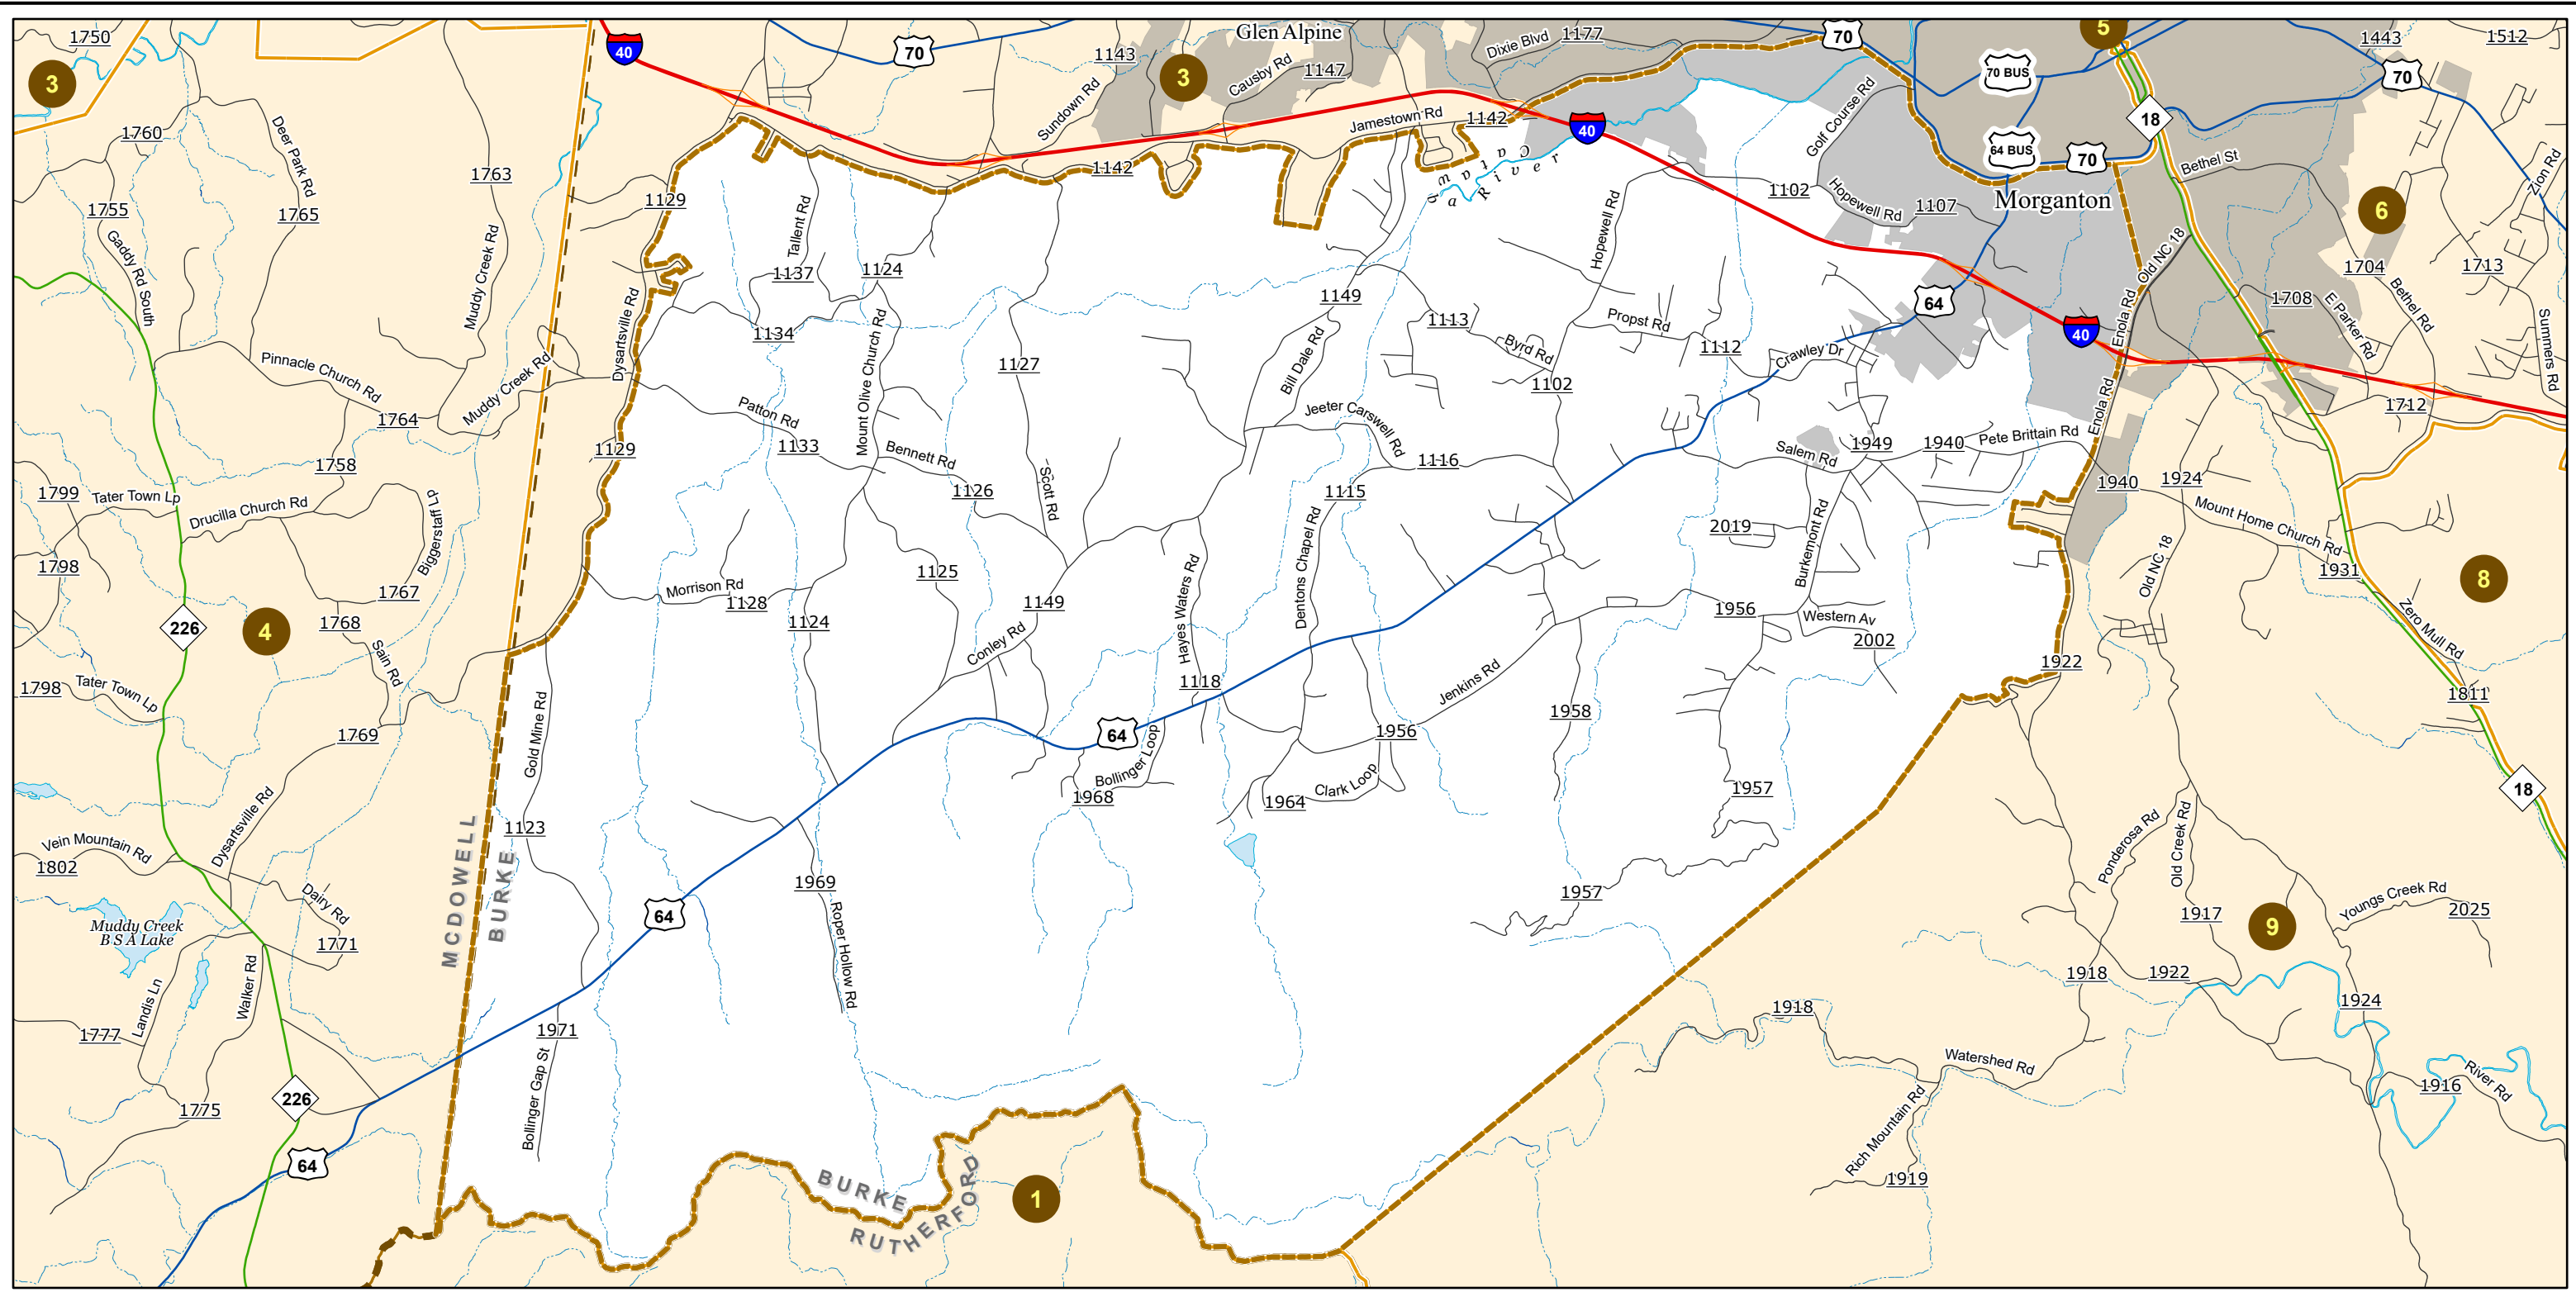 1750
40
70
1143
Glen Alpine
Dixie Blvd
1177
70
5
70 BUS
1443
70
1512
3
3
Causby Rd
1147
Sundown Rd
Golf Course Rd
18
1760
Deer Park Rd
1763
1142
Jamestown Rd
1142
40
64 BUS
70
Bethel St
Zion Rd
Catawba
River
1755
1765
1129
Tallent Rd
1102
Hopewell Rd
1107
Morganton
6
Gaddy Rd South
Muddy Creek Rd
Hopewell Rd
Old NC 18
1137
1124
1704
1713
Dysartsville Rd
1149
64
Enola Rd
1708
Bethel Rd
E Parker Rd
Summers Rd
1134
Mount Olive Church Rd
1113
Propst Rd
40
Byrd Rd
1112
Crawley Dr
Pinnacle Church Rd
Muddy Creek Rd
1127
Bill Dale Rd
1102
1764
Patton Rd
Jeeter Carswell Rd
Enola Rd
1712
1129
1133
Bennett Rd
1116
Salem Rd
1949
1940
Pete Brittain Rd
1758
1799
Tater Town Lp
Drucilla Church Rd
Biggerstaff Lp
1126
Scott Rd
1115
1940
1924
Mount Home Church Rd
2019
1798
1767
1125
Dentons Chapel Rd
Burkemont Rd
Old NC 18
1931
8
Morrison Rd
1128
1149
Hayes Waters Rd
1956
Western Av
226
4
1768
1124
Conley Rd
2002
Zero Mull Rd
Sain Rd
1922
1798
Tater Town Lp
1118
Jenkins Rd
1811
1769
Gold Mine Rd
64
1956
1958
Bollinger Loop
1968
1964
Clark Loop
1957
18
Dysartsville Rd
1123
MCDOWELL
BURKE
Vein Mountain Rd
1802
1969
1957
Ponderosa Rd
Old Creek Rd
Dairy Rd
64
Roper Hollow Rd
1917
9
Youngs Creek Rd
2025
Muddy Creek
B S A Lake
1771
1918
1922
Landis Ln
Walker Rd
1918
1924
1777
1971
Bollinger Gap St
Watershed Rd
1916
River Rd
226
1775
Rich Mountain Rd
64
BURKE
RUTHERFORD
1
1919